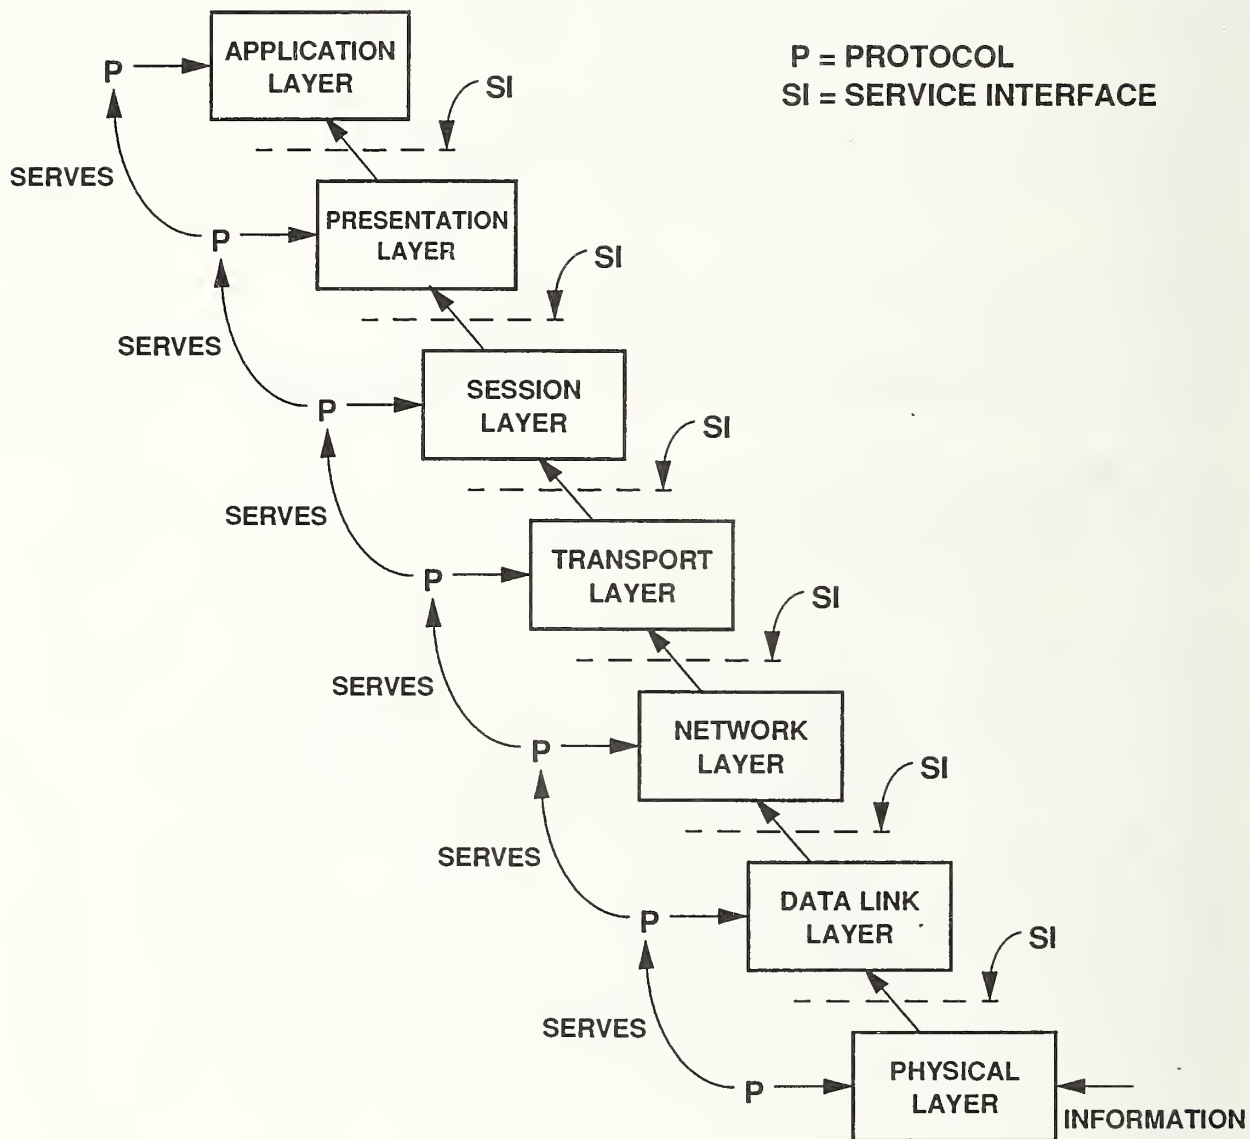 P
APPLICATION
LAYER
P = PROTOCOL
SI = SERVICE INTERFACE
SI
SERVES
P
PRESENTATION
LAYER
SI
SERVES
P
SESSION
LAYER
SI
SERVES
P
TRANSPORT
LAYER
SI
SERVES
P
NETWORK
LAYER
SI
SERVES
P
DATA LINK
LAYER
SI
SERVES
P
PHYSICAL
LAYER
INFORMATION